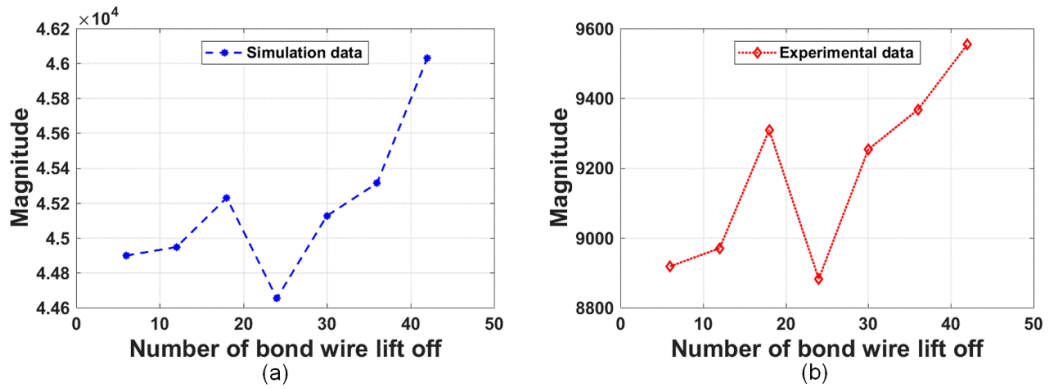 ×10⁴
4.62
4.6
4.58
4.56
4.54
4.52
4.5
4.48
4.46
Magnitude
Simulation data
0 10 20 30 40 50
Number of bond wire lift off
(a)
9600
9400
9200
9000
8800
Magnitude
Experimental data
0 10 20 30 40 50
Number of bond wire lift off
(b)